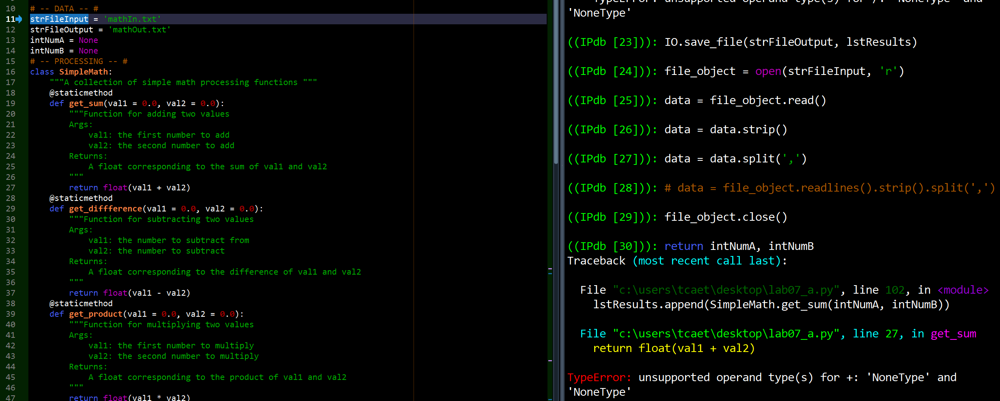 10 # -- DATA -- #
11 strFileInput = 'mathIn.txt'
12 strFileOutput = 'mathOut.txt'
13 intNumA = None
14 intNumB = None
15 # -- PROCESSING -- #
16 class SimpleMath:
17 """A collection of simple math processing functions """
18 @staticmethod
19 def get_sum(val1 = 0.0, val2 = 0.0):
20 """Function for adding two values
21 Args:
22 val1: the first number to add
23 val2: the second number to add
24 Returns:
25 A float corresponding to the sum of val1 and val2
26 """
27 return float(val1 + val2)
28 @staticmethod
29 def get_diffference(val1 = 0.0, val2 = 0.0):
30 """Function for subtracting two values
31 Args:
32 val1: the number to subtract from
33 val2: the number to subtract
34 Returns:
35 A float corresponding to the difference of val1 and val2
36 """
37 return float(val1 - val2)
38 @staticmethod
39 def get_product(val1 = 0.0, val2 = 0.0):
40 """Function for multiplying two values
41 Args:
42 val1: the first number to multiply
43 val2: the second number to multiply
44 Returns:
45 A float corresponding to the product of val1 and val2
46 """
47 return float(val1 * val2)
TypeError: unsupported operand type(s) for /: 'NoneType' and
'NoneType'
((IPdb [23])): IO.save_file(strFileOutput, lstResults)
((IPdb [24])): file_object = open(strFileInput, 'r')
((IPdb [25])): data = file_object.read()
((IPdb [26])): data = data.strip()
((IPdb [27])): data = data.split(',')
((IPdb [28])): # data = file_object.readlines().strip().split(',')
((IPdb [29])): file_object.close()
((IPdb [30])): return intNumA, intNumB
Traceback (most recent call last):
File "c:\users\tcaet\desktop\lab07_a.py", line 102, in <module>
lstResults.append(SimpleMath.get_sum(intNumA, intNumB))
File "c:\users\tcaet\desktop\lab07_a.py", line 27, in get_sum
return float(val1 + val2)
TypeError: unsupported operand type(s) for +: 'NoneType' and
'NoneType'